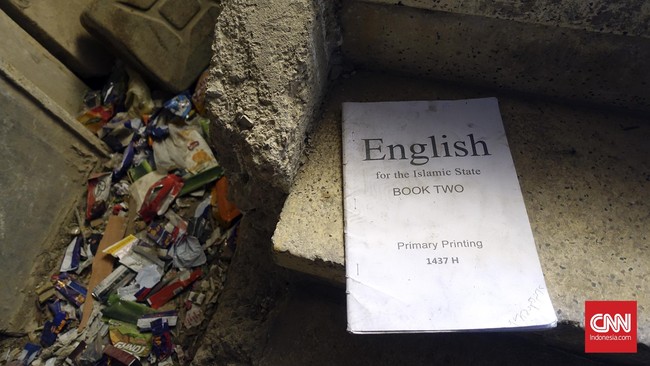 English
for the Islamic State
BOOK TWO
Primary Printing
1437 H
CNN
Indonesia.com